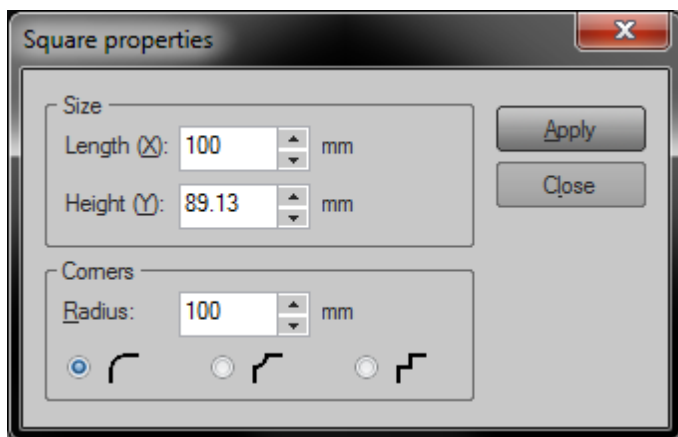 Square properties
Size
Length (X): 100 mm
Height (Y): 89.13 mm
Apply
Close
Corners
Radius: 100 mm